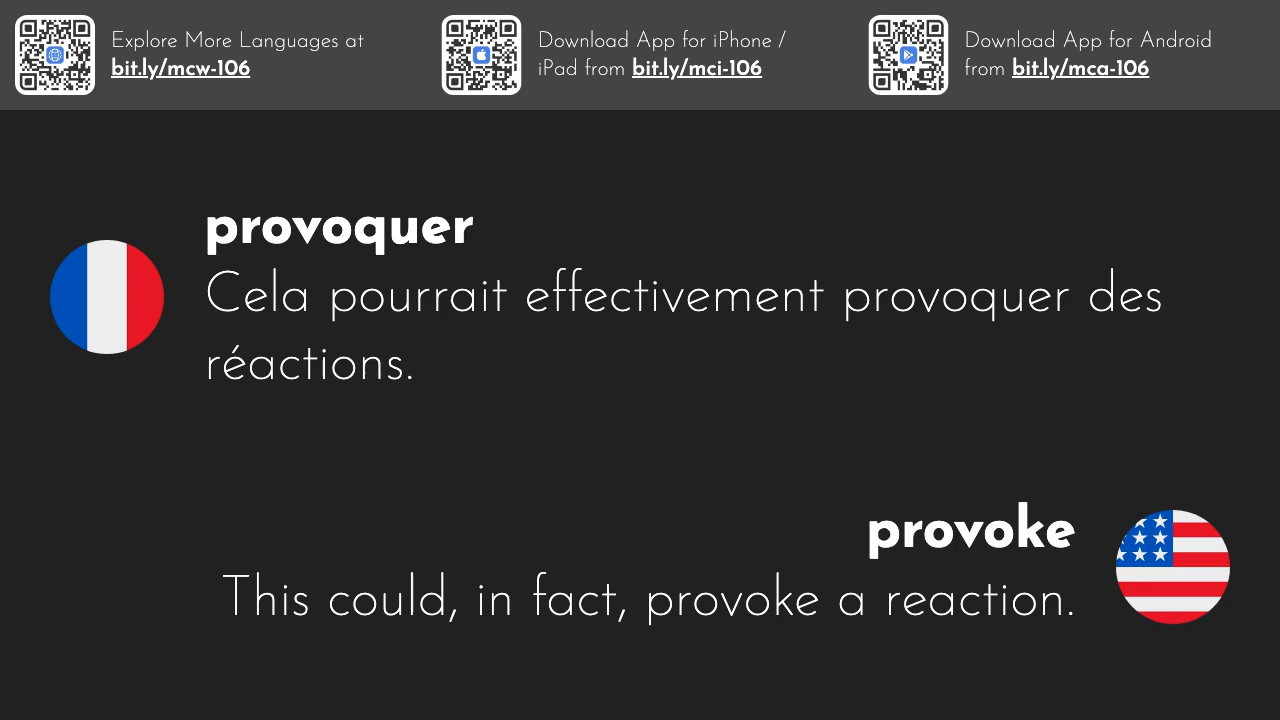 Explore More Languages at
bit.ly/mcw-106
Download App for iPhone /
iPad from bit.ly/mci-106
Download App for Android
from bit.ly/mca-106
provoquer
Cela pourrait effectivement provoquer des
réactions.
provoke
This could, in fact, provoke a reaction.